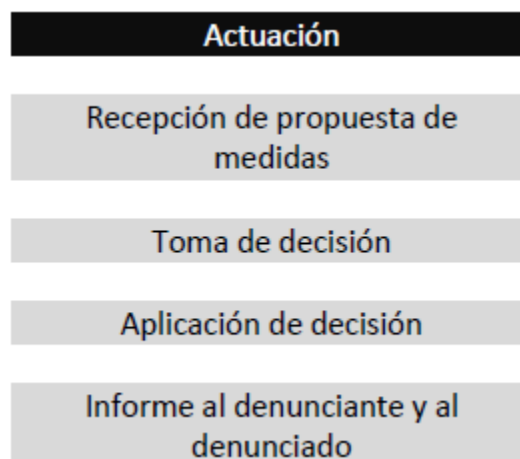 Actuación
Recepción de propuesta de
medidas
Toma de decisión
Aplicación de decisión
Informe al denunciante y al
denunciado